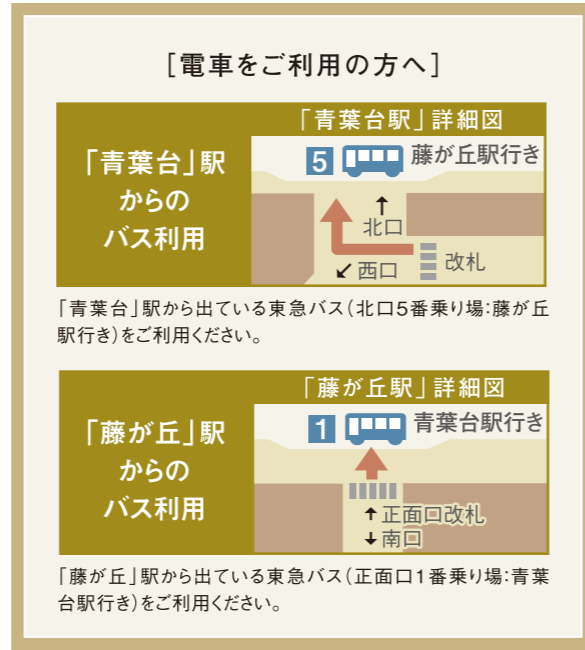 [電車をご利用の方へ]
「青葉台」駅
からの
バス利用
「青葉台駅」詳細図
5 藤が丘駅行き
↑
北口
↙西口
改札
「青葉台」駅から出ている東急バス(北口5番乗り場:藤が丘
駅行き)をご利用ください。
「藤が丘」駅
からの
バス利用
「藤が丘駅」詳細図
1 青葉台駅行き
↑正面口改札
↓南口
「藤が丘」駅から出ている東急バス(正面口1番乗り場:青葉
台駅行き)をご利用ください。